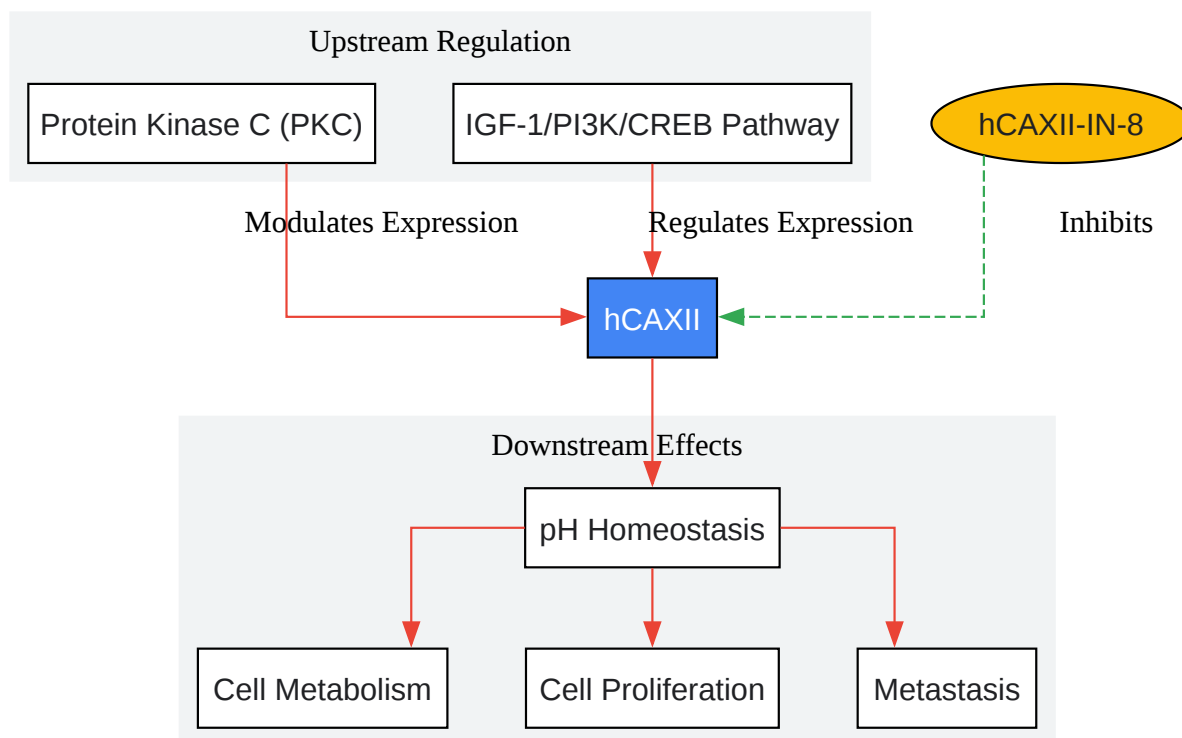 Upstream Regulation
Protein Kinase C (PKC)
IGF-1/PI3K/CREB Pathway
hCAXII-IN-8
Modulates Expression
Regulates Expression
Inhibits
hCAXII
Downstream Effects
pH Homeostasis
Cell Metabolism
Cell Proliferation
Metastasis